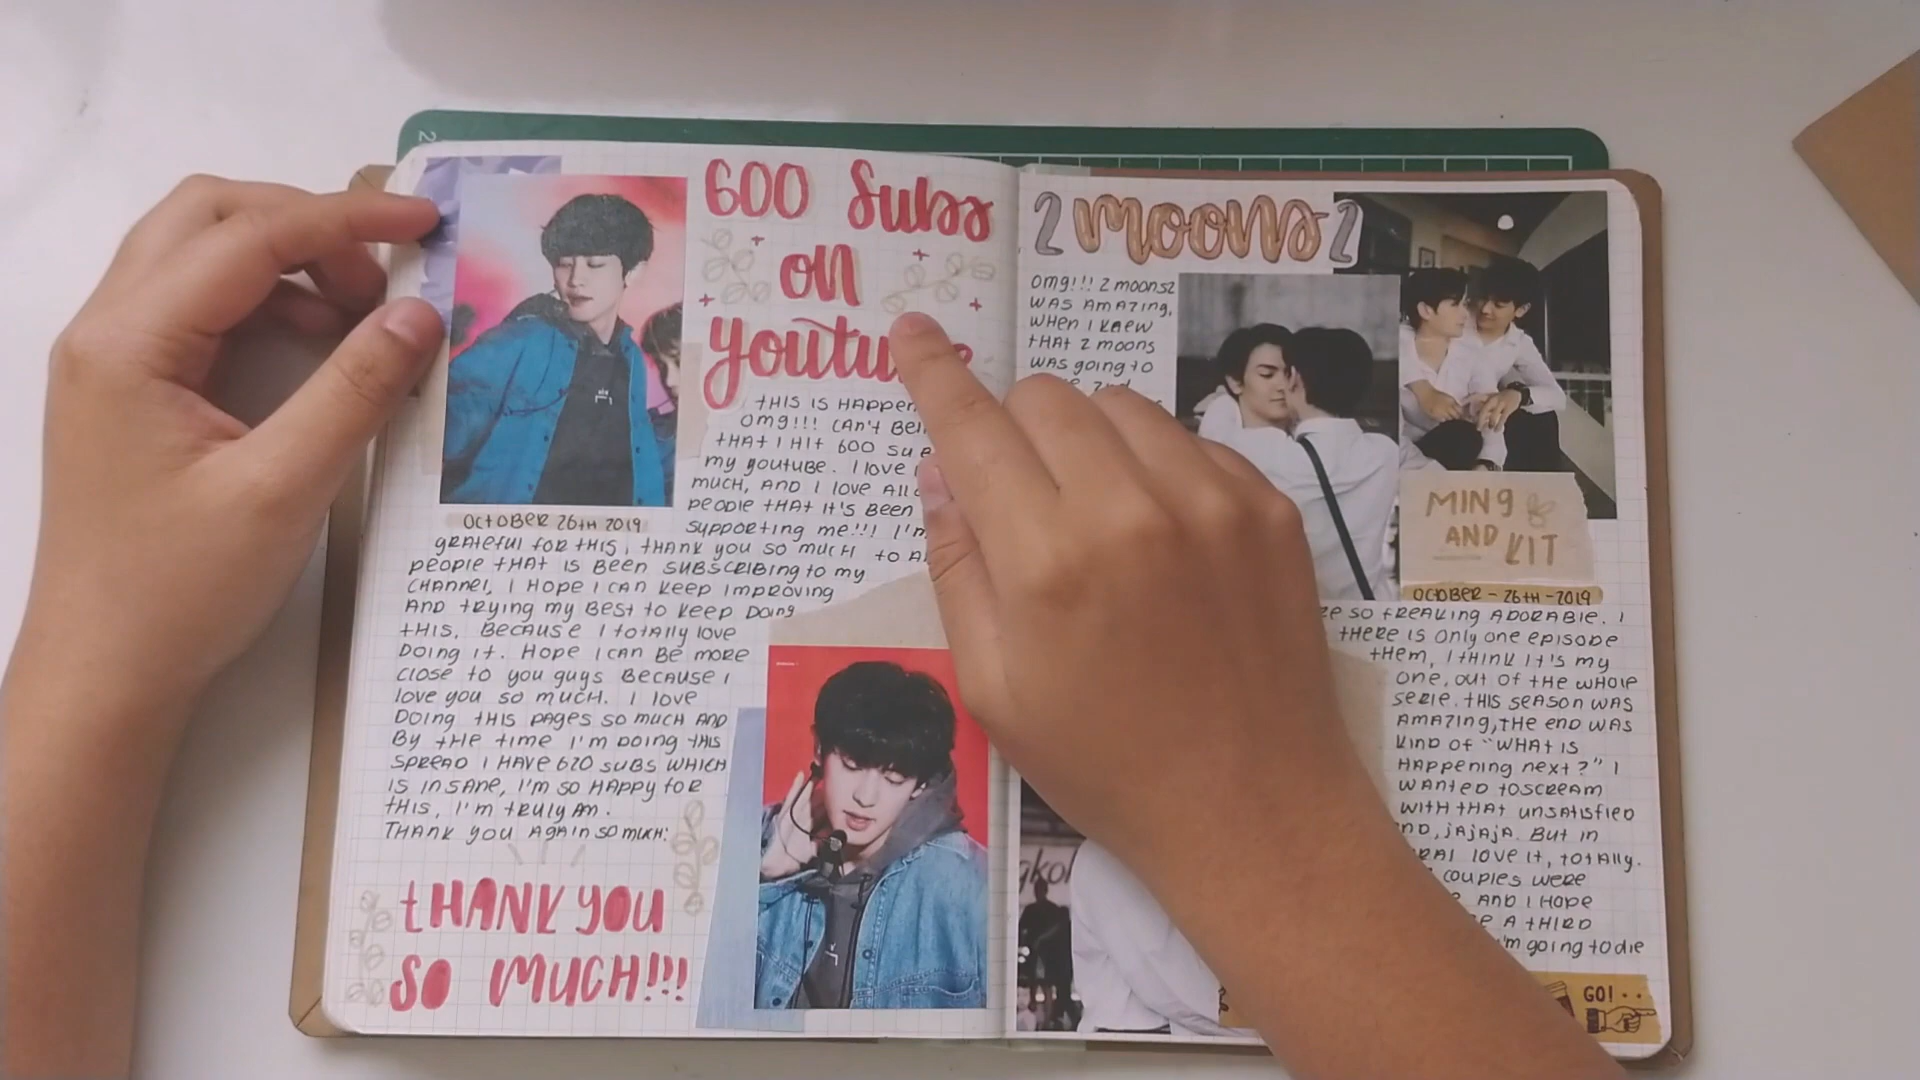 600 Subs
on
youtu
THIS IS HAPPEN
OMG!!! CAN'T BEL
THAT I HIT 600 SU
MY YOUTUBE. I LOVE
MUCH, AND I LOVE ALL
PEOPLE THAT IT'S BEEN
SUPPORTING ME!!! I'M
OCTOBER 26TH 2019
GRATEFUL FOR THIS, THANK YOU SO MUCH TO A
PEOPLE THAT IS BEEN SUBSCRIBING TO MY
CHANNEL, I HOPE I CAN KEEP IMPROVING
AND TRYING MY BEST TO KEEP DOING
THIS, BECAUSE I TOTALLY LOVE
DOING IT. HOPE I CAN BE MORE
CLOSE TO YOU GUYS BECAUSE I
LOVE YOU SO MUCH. I LOVE
DOING THIS PAGES SO MUCH AND
BY THE TIME I'M DOING THIS
SPREAD I HAVE 620 SUBS WHICH
IS INSANE, I'M SO HAPPY FOR
THIS, I'M TRULY AM.
THANK YOU AGAIN SO MUCH:
THANK YOU
SO MUCH!!!
2 moons 2
OMG!!! 2 MOONS2
WAS AMAZING,
WHEN I KNEW
THAT 2 MOONS
WAS GOING TO
2nd
MING
AND KIT
OCTOBER - 26TH - 2019
SO FREAKING ADORABLE. I
THERE IS ONLY ONE EPISODE
THEM, I THINK IT'S MY
ONE, OUT OF THE WHOLE
SERIE. THIS SEASON WAS
AMAZING, THE END WAS
KIND OF "WHAT IS
HAPPENING NEXT?" I
WANTED TO SCREAM
WITH THAT UNSATISFIED
JAJAJA. BUT IN
LOVE IT, TOTALLY.
COUPLES WERE
AND I HOPE
A THIRD
I'M GOING TO DIE
GO!..